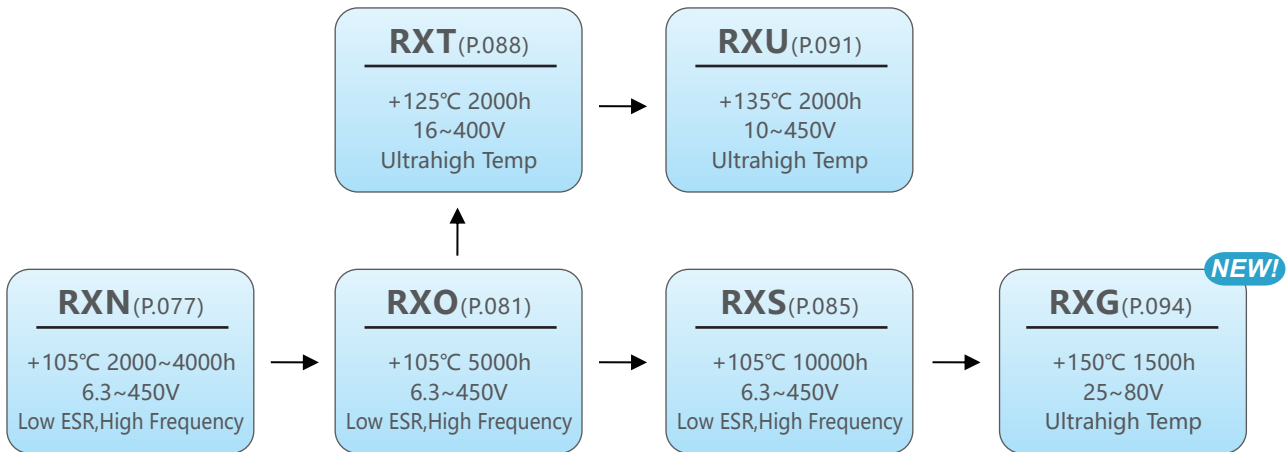 RXT(P.088)
+125℃ 2000h
16~400V
Ultrahigh Temp
RXU(P.091)
+135℃ 2000h
10~450V
Ultrahigh Temp
RXN(P.077)
+105℃ 2000~4000h
6.3~450V
Low ESR,High Frequency
RXO(P.081)
+105℃ 5000h
6.3~450V
Low ESR,High Frequency
RXS(P.085)
+105℃ 10000h
6.3~450V
Low ESR,High Frequency
NEW!
RXG(P.094)
+150℃ 1500h
25~80V
Ultrahigh Temp